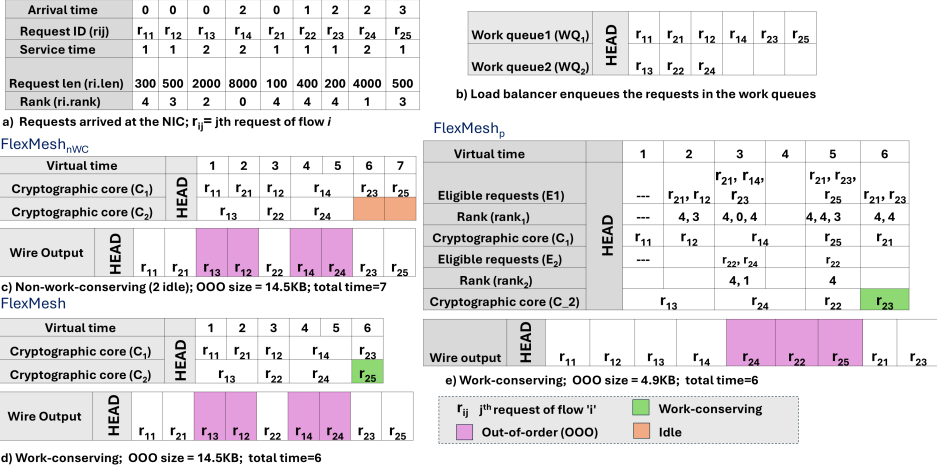 Arrival time 0 0 0 2 0 1 2 2 3
Request ID (rij) r11 r12 r13 r14 r21 r22 r23 r24 r25
Service time 1 1 2 2 1 1 1 2 1
Request len (ri.len) 300 500 2000 8000 100 400 200 4000 500
Rank (ri.rank) 4 3 2 0 4 4 4 1 3
a) Requests arrived at the NIC; rij= jth request of flow i
HEAD
Work queue1 (WQ1) r11 r21 r12 r14 r23 r25
Work queue2 (WQ2) r13 r22 r24
b) Load balancer enqueues the requests in the work queues
FlexMeshnWC
Virtual time 1 2 3 4 5 6 7
HEAD
Cryptographic core (C1) r11 r21 r12 r14 r23 r25
Cryptographic core (C2) r13 r22 r24
Wire Output HEAD r11 r21 r13 r12 r14 r24 r23 r25
c) Non-work-conserving (2 idle); OOO size = 14.5KB; total time=7
FlexMesh
Virtual time 1 2 3 4 5 6
HEAD
Cryptographic core (C1) r11 r21 r12 r14 r23
Cryptographic core (C2) r13 r22 r24 r25
Wire Output HEAD r11 r21 r13 r12 r14 r24 r23 r25
d) Work-conserving; OOO size = 14.5KB; total time=6
FlexMeshp
Virtual time 1 2 3 4 5 6
HEAD
r21, r14, r21, r23,
Eligible requests (E1) --- r21, r12 r23 r25 r21, r23
Rank (rank1) --- 4, 3 4, 0, 4 4, 4, 3 4, 4
Cryptographic core (C1) r11 r12 r14 r25 r21
Eligible requests (E2) --- r22, r24 r22
Rank (rank2) 4, 1 4
Cryptographic core (C_2) r13 r24 r22 r23
Wire output HEAD r11 r12 r13 r14 r24 r22 r25 r21 r23
e) Work-conserving; OOO size = 4.9KB; total time=6
rij jth request of flow 'i' Work-conserving
Out-of-order (OOO) Idle